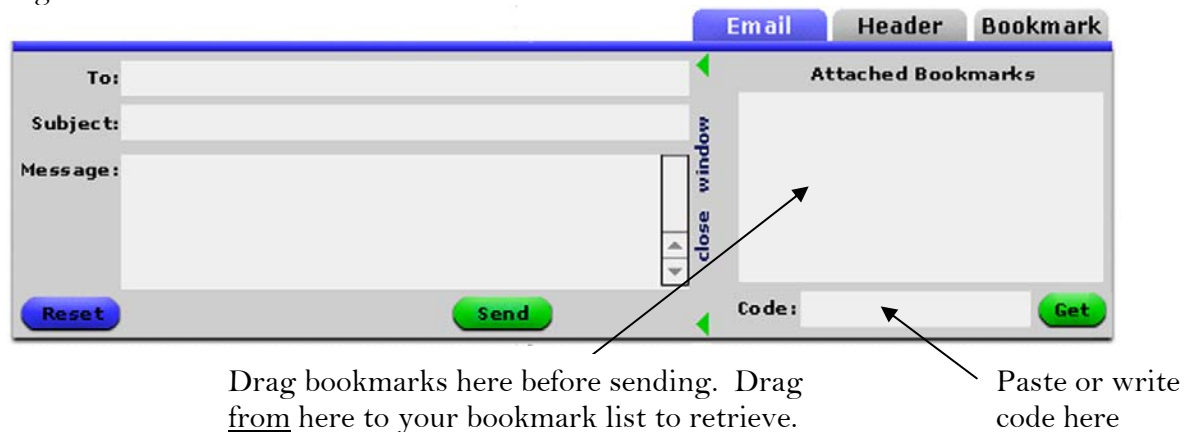 Email Header Bookmark
To:
Attached Bookmarks
Subject:
Message:
close window
Reset
Send
Code:
Get
Drag bookmarks here before sending. Drag
from here to your bookmark list to retrieve.
Paste or write
code here